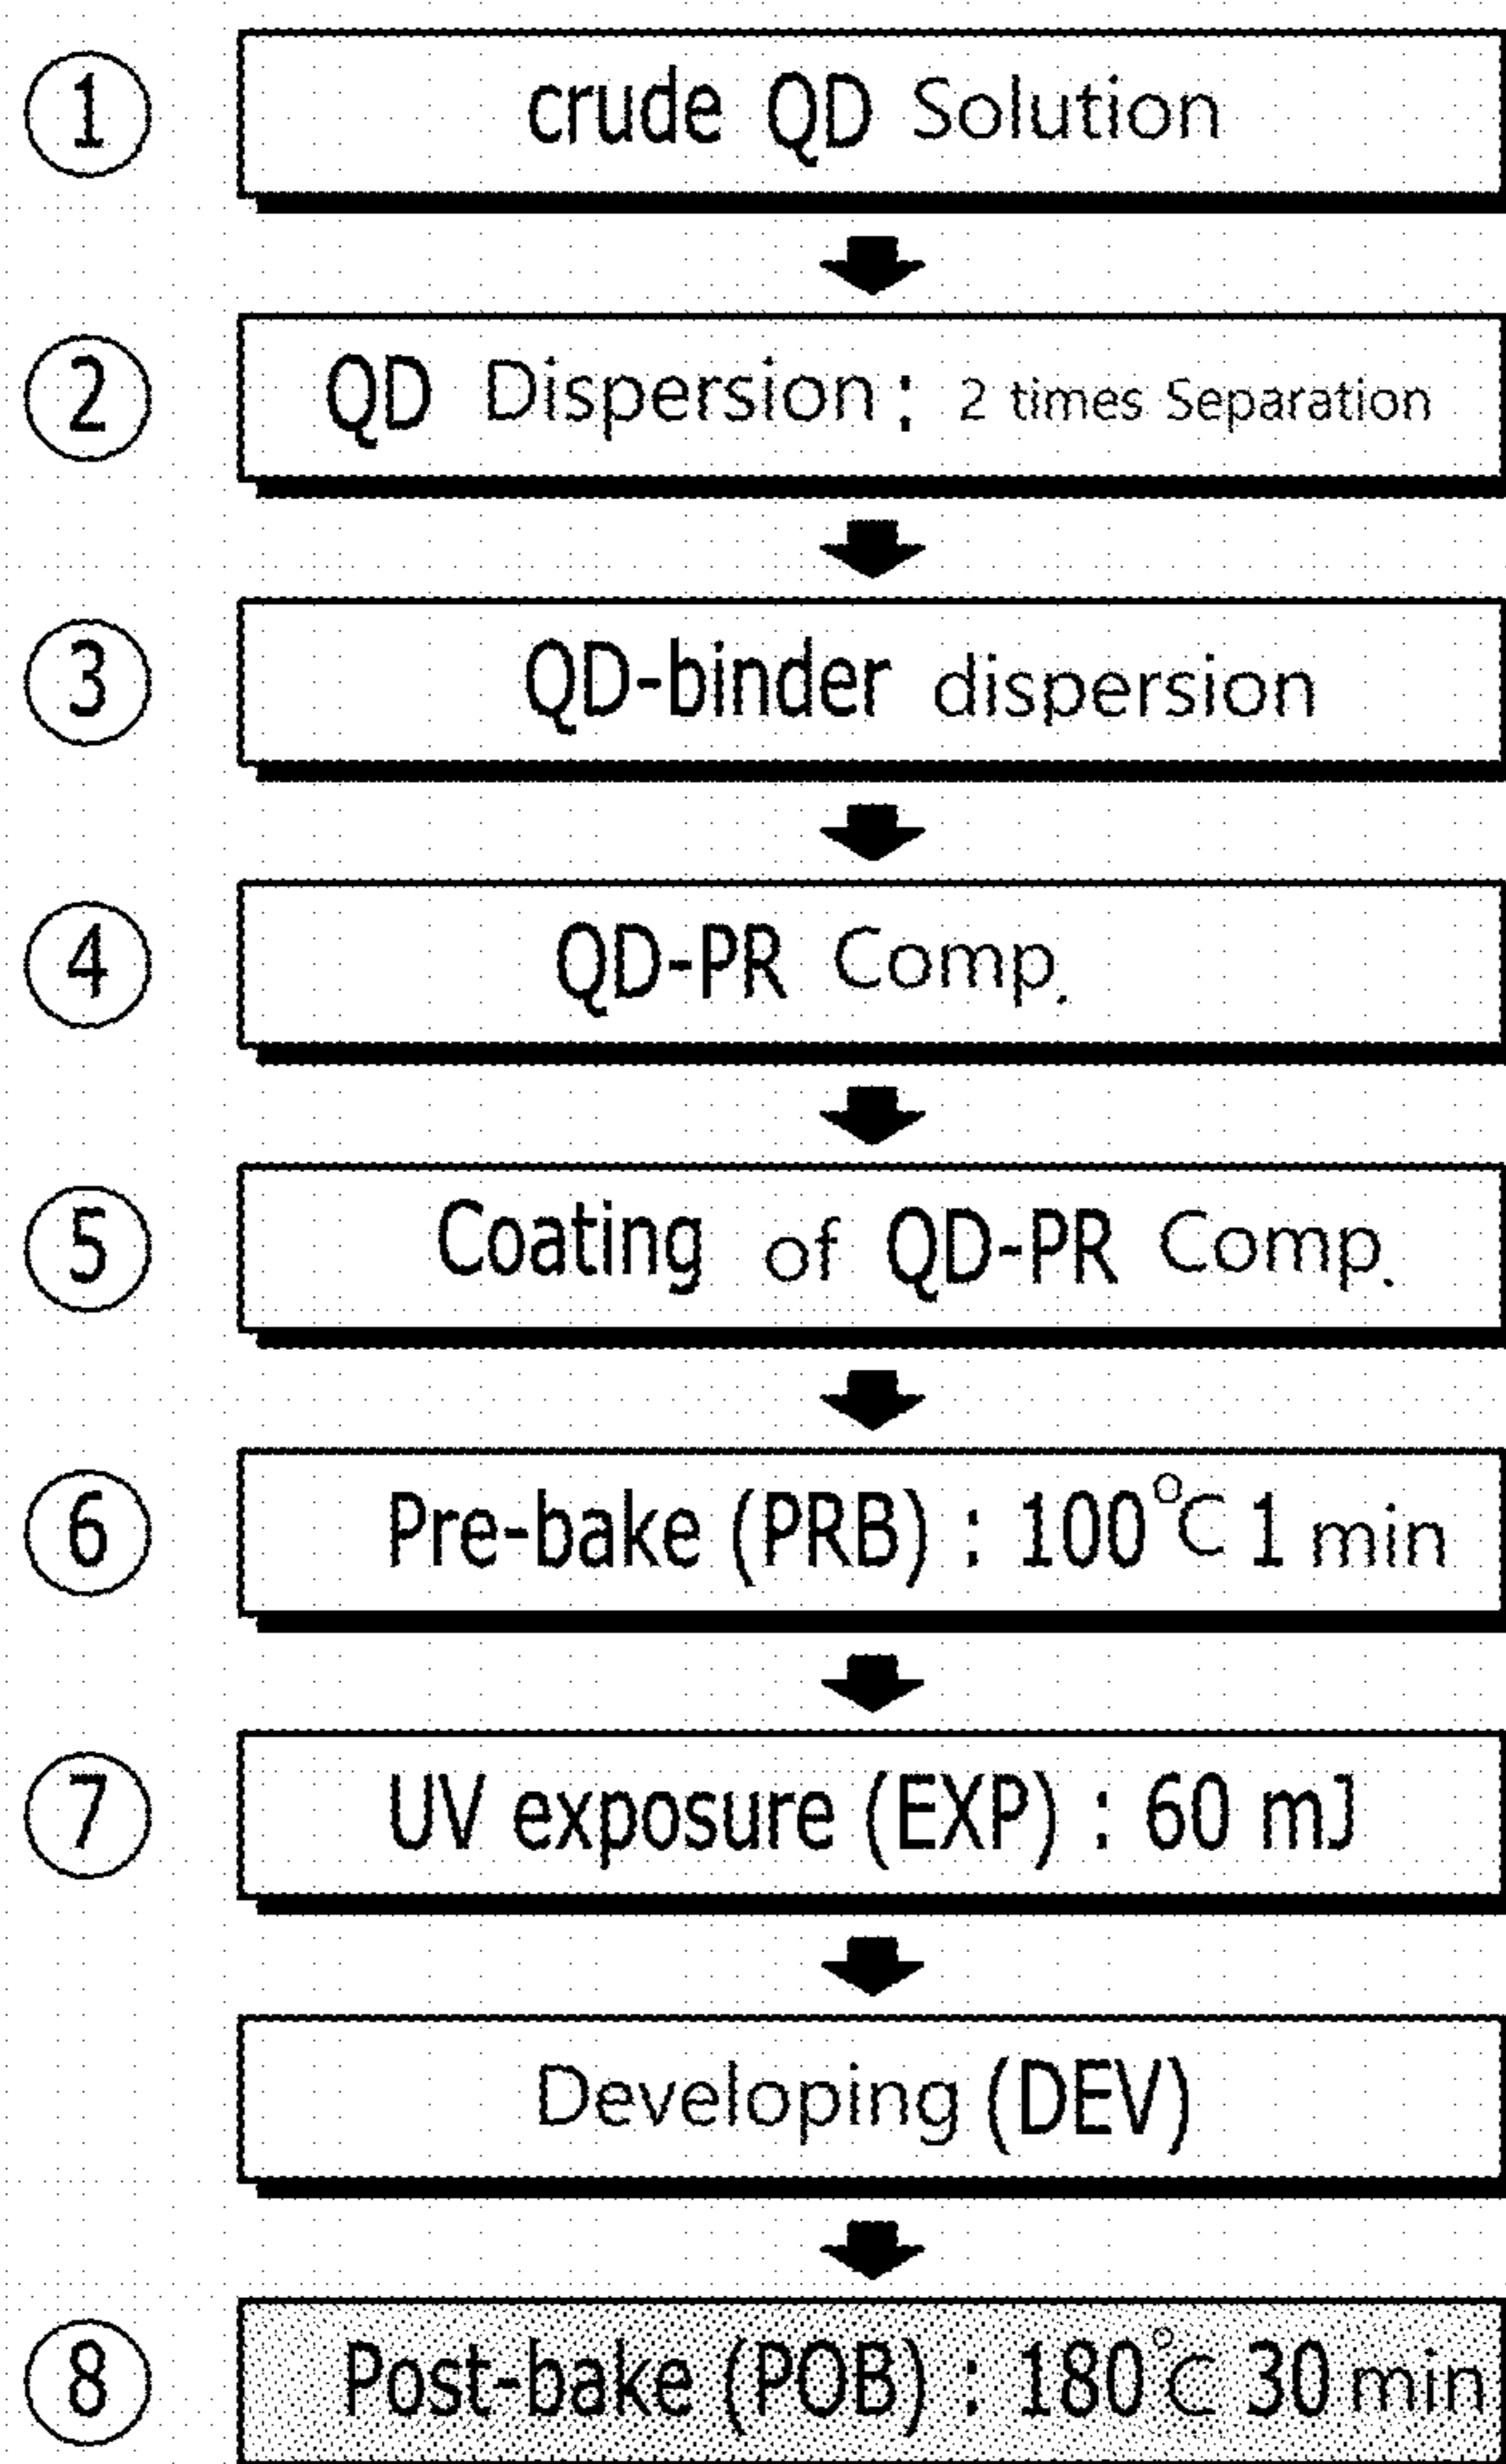 ① crude QD Solution
② QD Dispersion: 2 times Separation
③ QD-binder dispersion
④ QD-PR Comp.
⑤ Coating of QD-PR Comp.
⑥ Pre-bake (PRB) : 100℃ 1 min
⑦ UV exposure (EXP) : 60 mJ
Developing (DEV)
⑧ Post-bake (POB) : 180℃ 30 min